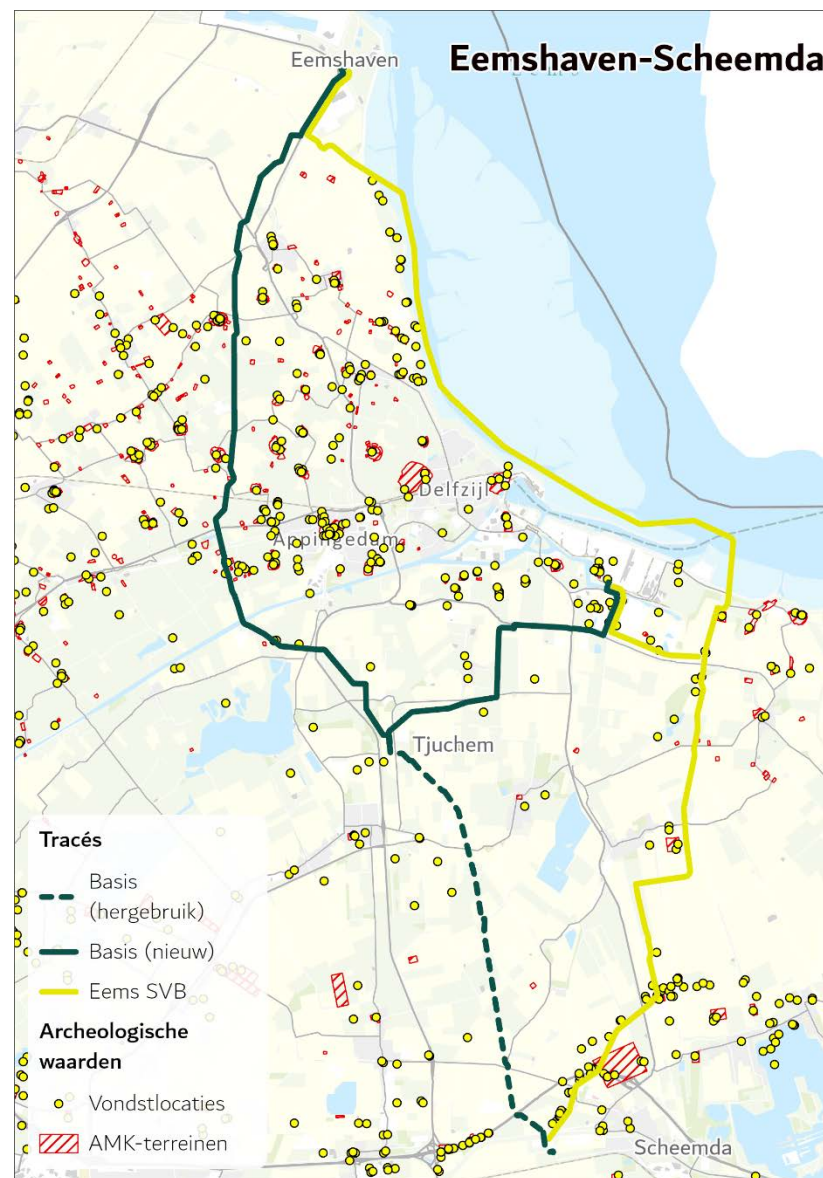 Eemshaven-Scheemda
Eemshaven
Delfzijl
Appingedam
Tjuchem
Scheemda
Tracés
Basis
(hergebruik)
Basis (nieuw)
Eems SVB
Archeologische
waarden
Vondstlocaties
AMK-terreinen